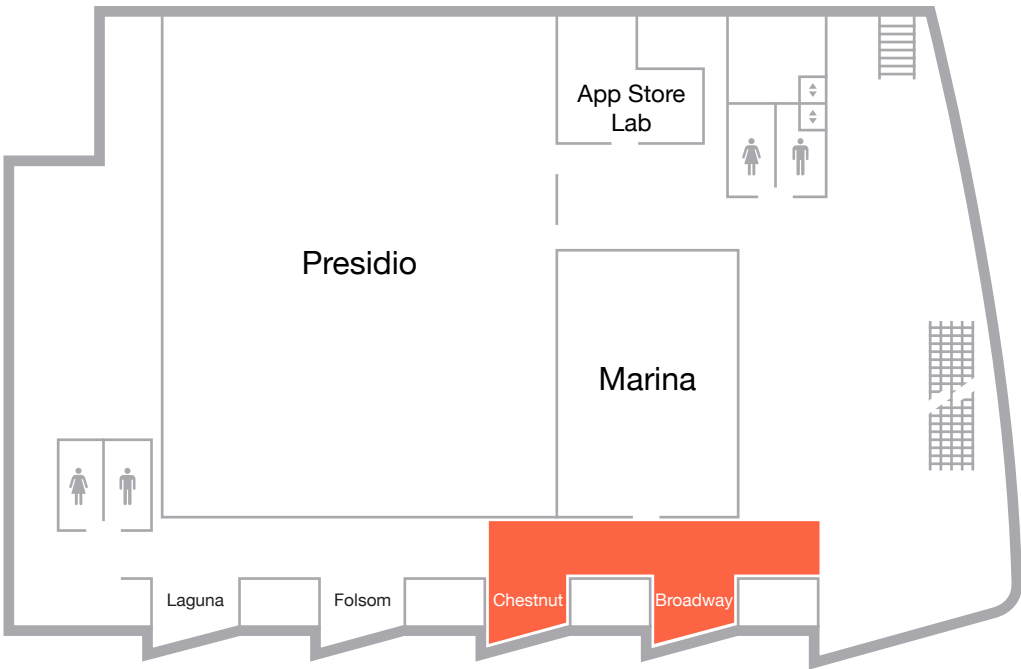 App Store
Lab
Presidio
Marina
Laguna
Folsom
Chestnut
Broadway